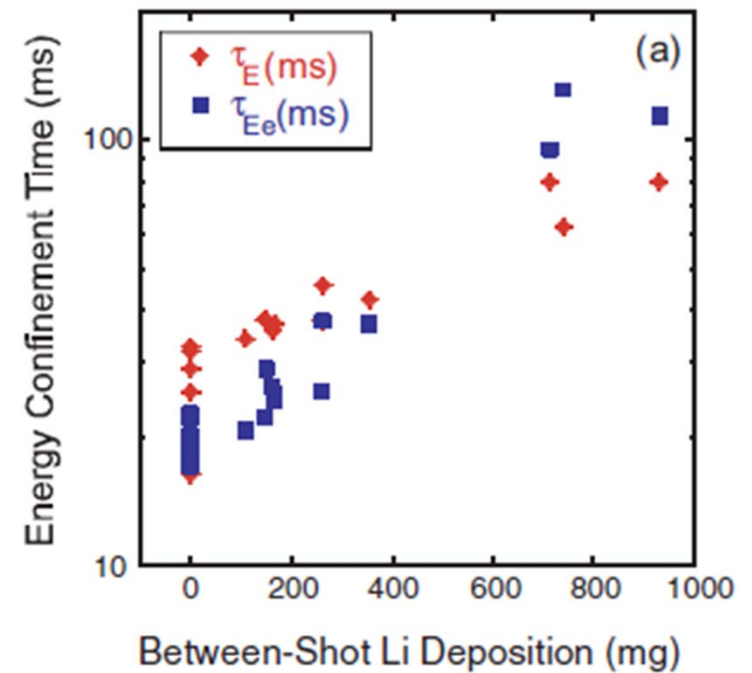 (a)
τE(ms)
τEe(ms)
Energy Confinement Time (ms)
100
10
0 200 400 600 800 1000
Between-Shot Li Deposition (mg)